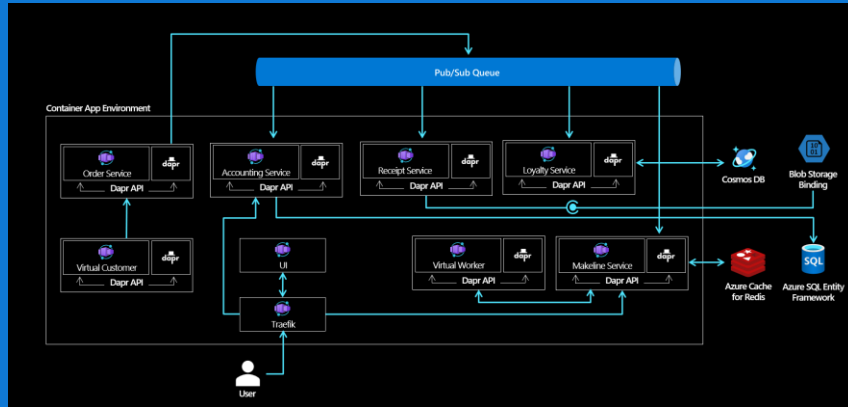 Pub/Sub Queue
Container App Environment
Order Service
dapr
Dapr API
Accounting Service
dapr
Dapr API
Receipt Service
dapr
Dapr API
Loyalty Service
dapr
Dapr API
Cosmos DB
Blob Storage
Binding
Virtual Customer
dapr
Dapr API
UI
Traefik
Virtual Worker
dapr
Dapr API
Makeline Service
dapr
Dapr API
Azure Cache
for Redis
SQL
Azure SQL Entity
Framework
User